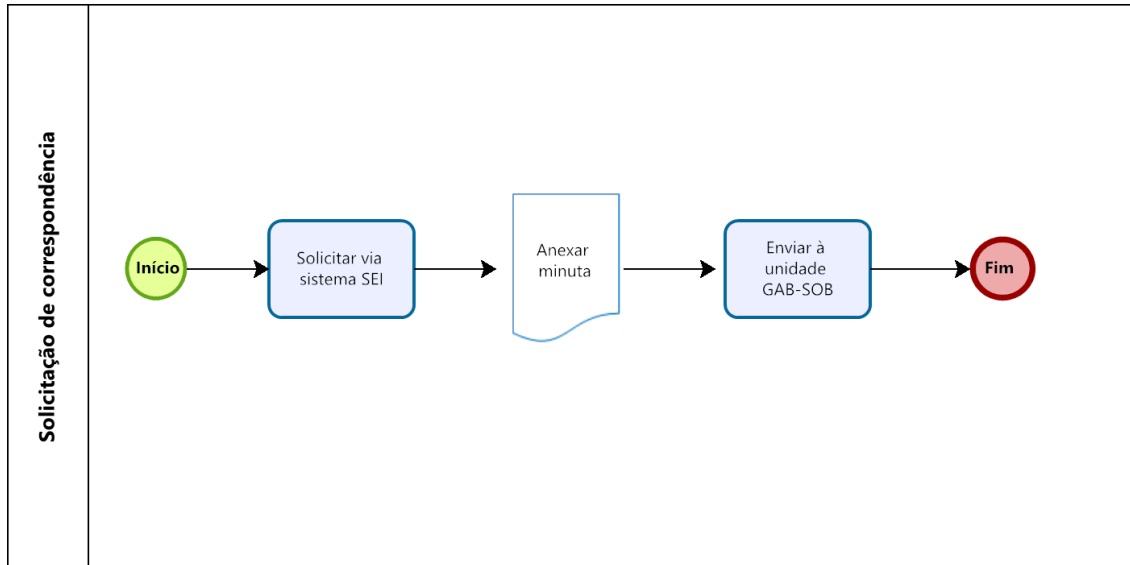 Solicitação de correspondência
Início
Solicitar via
sistema SEI
Anexar
minuta
Enviar à
unidade
GAB-SOB
Fim